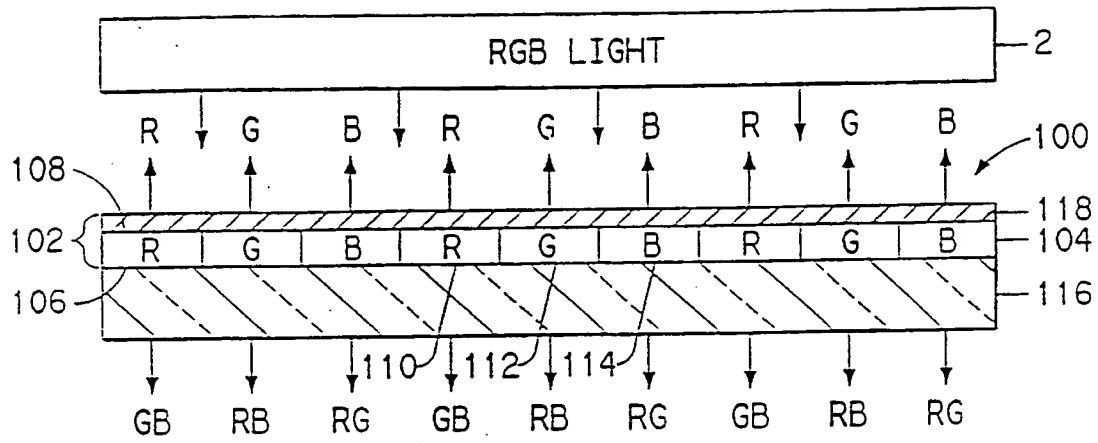 RGB LIGHT 2
R G B R G B R G B
100
108
118
102 R G B R G B R G B 104
106 116
110 112 114
GB RB RG GB RB RG GB RB RG